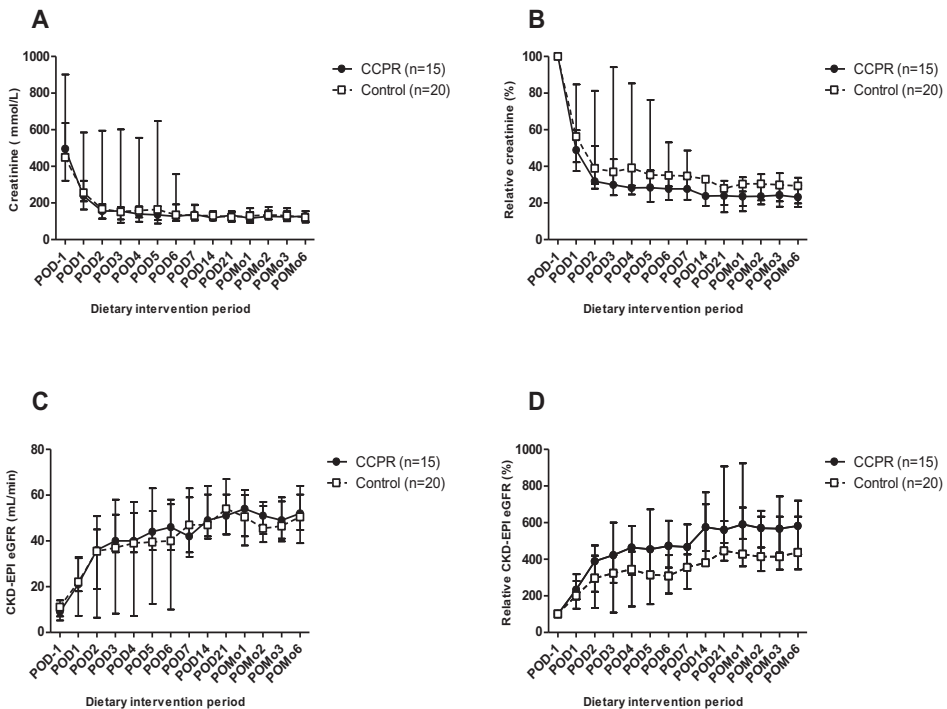 A
Creatinine ( mmol/L)
1000
800
600
400
200
0
CCPR (n=15)
Control (n=20)
POD-1
POD1
POD2
POD3
POD4
POD5
POD6
POD7
POD14
POD21
POMo1
POMo2
POMo3
POMo6
Dietary intervention period
B
Relative creatinine (%)
100
80
60
40
20
0
CCPR (n=15)
Control (n=20)
POD-1
POD1
POD2
POD3
POD4
POD5
POD6
POD7
POD14
POD21
POMo1
POMo2
POMo3
POMo6
Dietary intervention period
C
CKD-EPI eGFR (mL/min)
80
60
40
20
0
CCPR (n=15)
Control (n=20)
POD-1
POD1
POD2
POD3
POD4
POD5
POD6
POD7
POD14
POD21
POMo1
POMo2
POMo3
POMo6
Dietary intervention period
D
Relative CKD-EPI eGFR (%)
1000
800
600
400
200
0
CCPR (n=15)
Control (n=20)
POD-1
POD1
POD2
POD3
POD4
POD5
POD6
POD7
POD14
POD21
POMo1
POMo2
POMo3
POMo6
Dietary intervention period